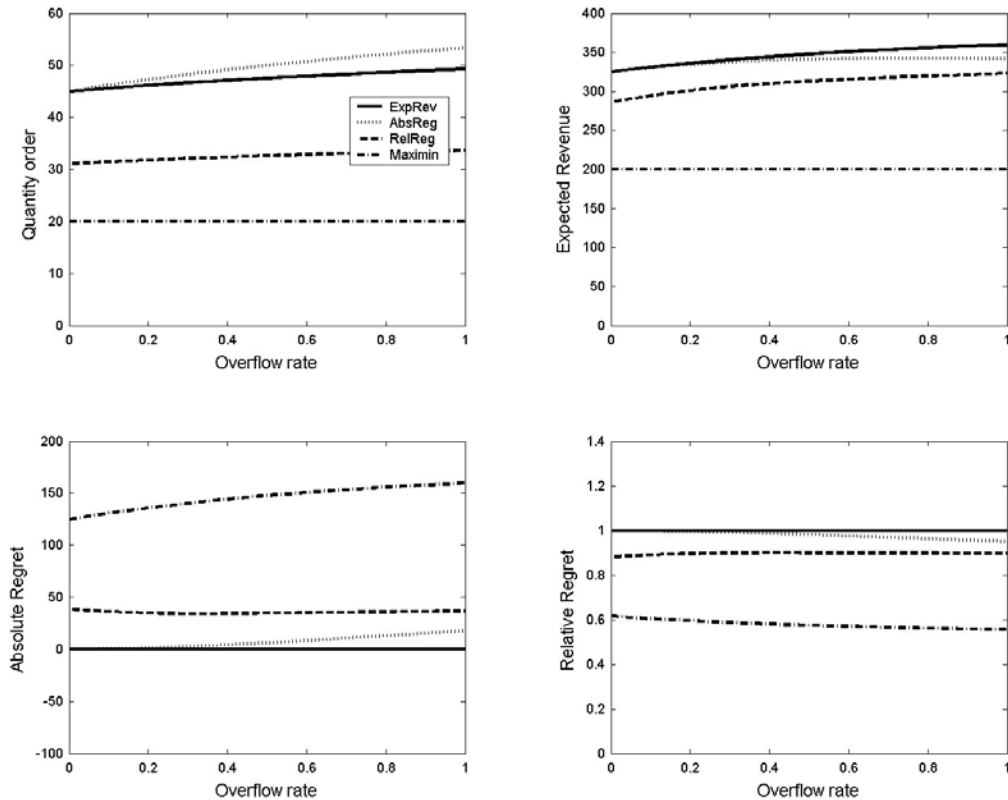 60
50
40
30
20
10
0
Quantity order
ExpRev
AbsReg
RelReg
Maximin
0 0.2 0.4 0.6 0.8 1
Overflow rate
400
350
300
250
200
150
100
50
0
Expected Revenue
0 0.2 0.4 0.6 0.8 1
Overflow rate
200
150
100
50
0
-50
-100
Absolute Regret
0 0.2 0.4 0.6 0.8 1
Overflow rate
1.4
1.2
1
0.8
0.6
0.4
0.2
0
Relative Regret
0 0.2 0.4 0.6 0.8 1
Overflow rate